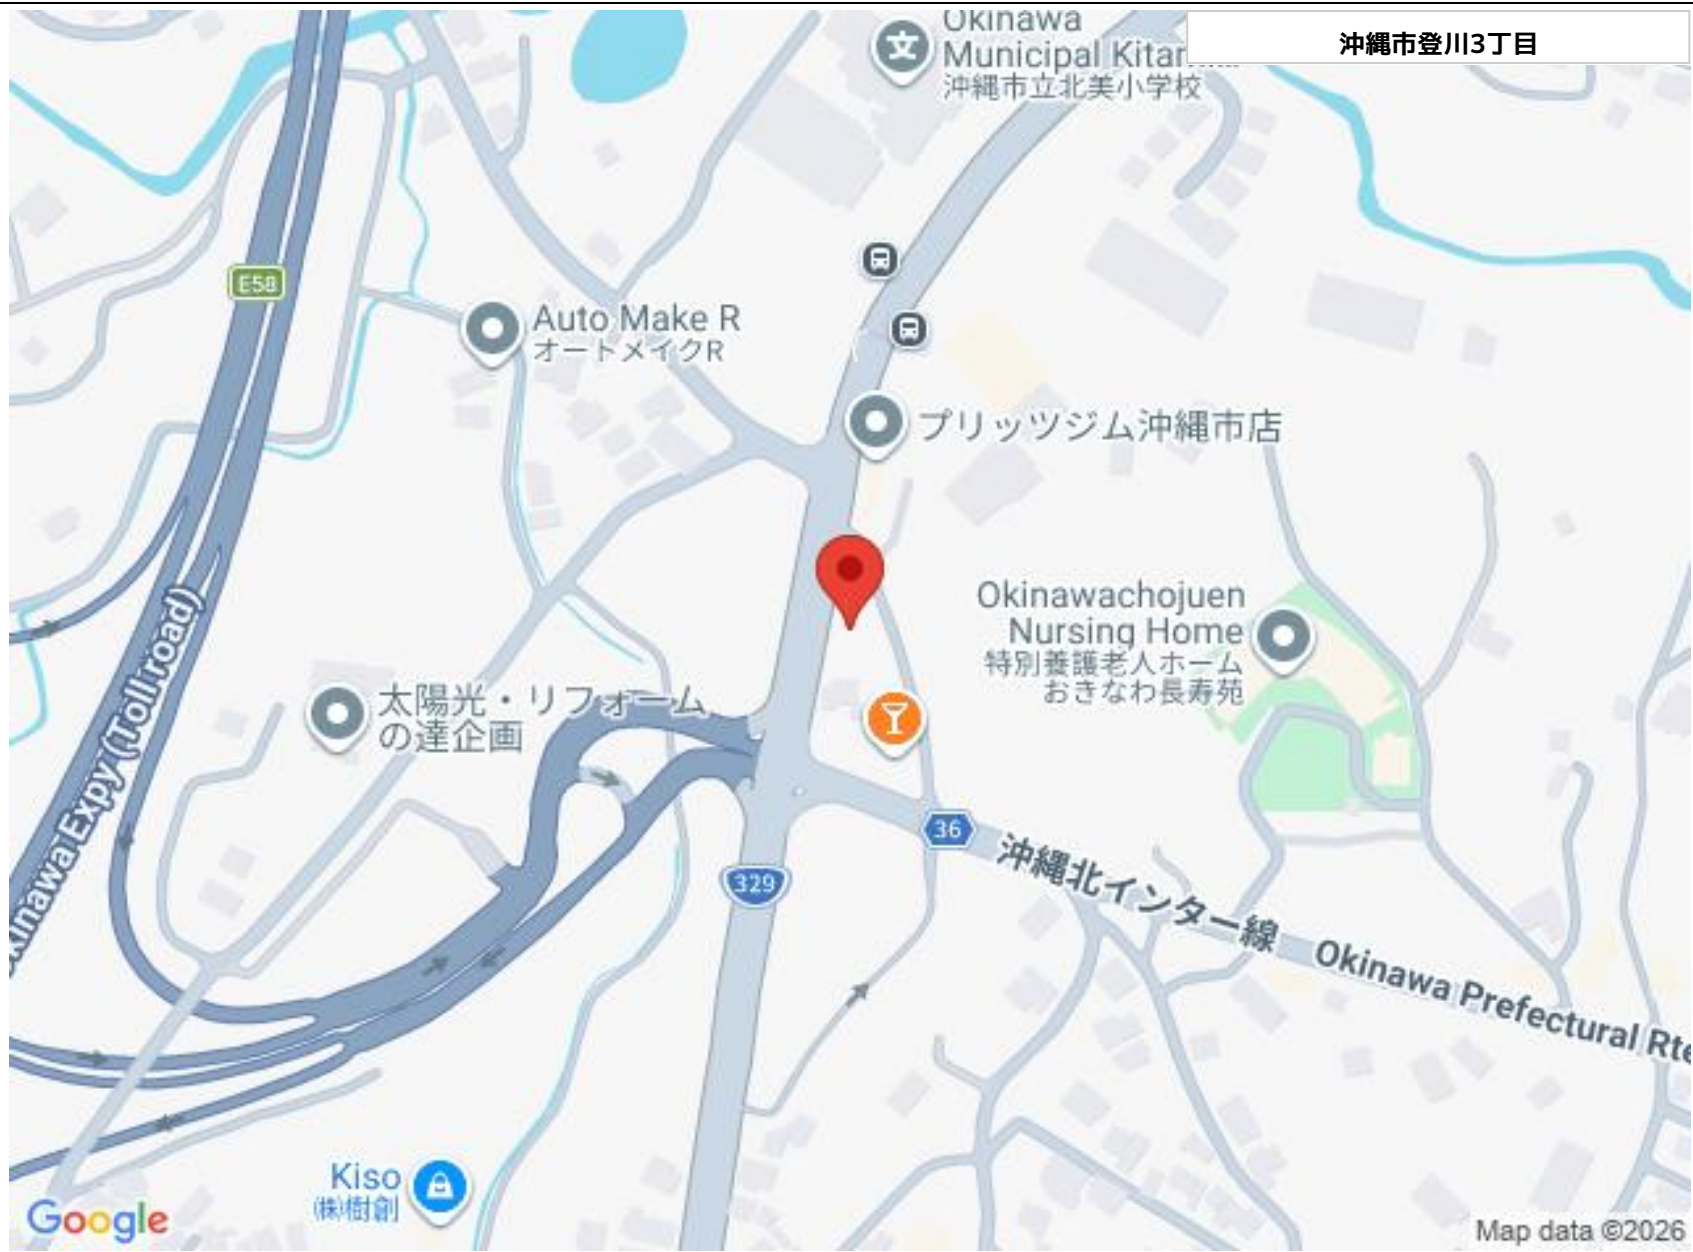 Okinawa
Municipal
沖縄市立北美小学校
沖縄市登川3丁目
E58
Auto Make R
オートメイクR
プリッツジム沖縄市店
Okinawachojuen
Nursing Home
特別養護老人ホーム
おきなわ長寿苑
太陽光・リフォーム
の達企画
Okinawa Expy (Toll road)
36
329
沖縄北インター線 Okinawa Prefectural Rte
Kiso
㈱樹創
Google
Map data ©2026